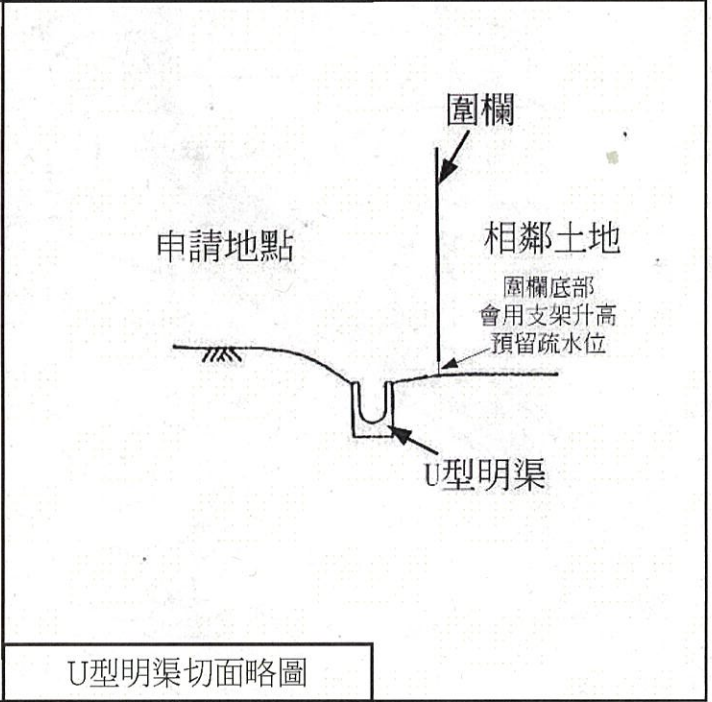 圍欄
申請地點
相鄰土地
圍欄底部
會用支架升高
預留疏水位
U型明渠
U型明渠切面略圖